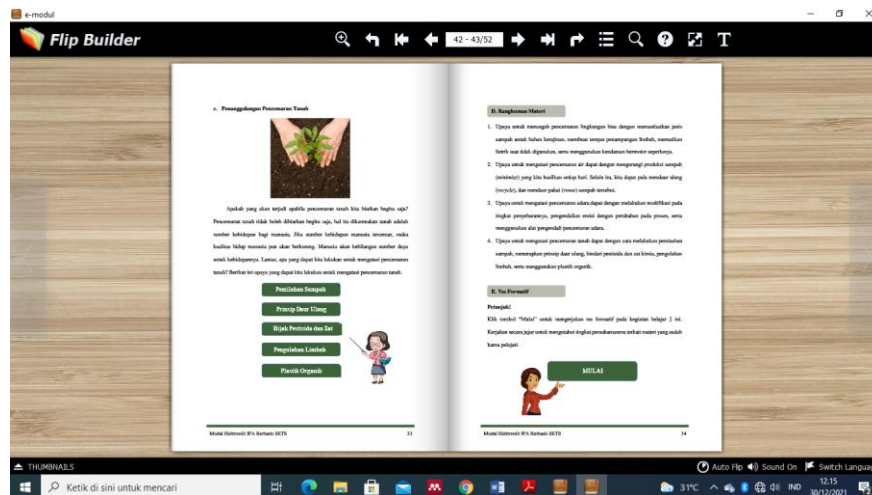 e-modul
Flip Builder
42 - 43/52
T
c. Penanggulangan Pencemaran Tanah
Apakah yang akan terjadi apabila pencemaran tanah kita biarkan begitu saja?
Pencemaran tanah tidak boleh dibiarkan begitu saja, hal itu dikarenakan tanah adalah
sumber kehidupan bagi manusia. Jika sumber kehidupan manusia tercemar, maka
kualitas hidup manusia pun akan berkurang. Manusia akan kehilangan sumber daya
untuk kehidupannya. Lantas, apa yang dapat kita lakukan untuk mengatasi pencemaran
tanah? Berikut ini upaya yang dapat kita lakukan untuk mengatasi pencemaran tanah.
Pemilahan Sampah
Prinsip Daur Ulang
Bijak Pestisida dan Zat
Pengolahan Limbah
Plastik Organik
Modul Elektronik IPA Berbasis SETS 33
D. Rangkuman Materi
1. Upaya untuk mencegah pencemaran lingkungan bisa dengan memanfaatkan jenis
sampah untuk bahan kerajinan, membuat tempat penampungan limbah, mematikan
listrik saat tidak digunakan, serta menggunakan kendaraan bermotor seperlunya.
2. Upaya untuk mengatasi pencemaran air dapat dengan mengurangi produksi sampah
(minimize) yang kita hasilkan setiap hari. Selain itu, kita dapat pula mendaur ulang
(recycle), dan mendaur pakai (reuse) sampah tersebut.
3. Upaya untuk mengatasi pencemaran udara dapat dengan melakukan modifikasi pada
tingkat penyebarannya, pengendalian emisi dengan perubahan pada proses, serta
menggunakan alat pengendali pencemaran udara.
4. Upaya untuk mengatasi pencemaran tanah dapat dengan cara melakukan pemisahan
sampah, menerapkan prinsip daur ulang, hindari pestisida dan zat kimia, pengolahan
limbah, serta menggunakan plastik organik.
E. Tes Formatif
Petunjuk!
Klik tombol "Mulai" untuk mengerjakan tes formatif pada kegiatan belajar 2 ini.
Kerjakan secara jujur untuk mengetahui tingkat pemahamanmu terkait materi yang sudah
kamu pelajari.
MULAI
Modul Elektronik IPA Berbasis SETS 34
THUMBNAILS
Auto Flip Sound On Switch Langua
Ketik di sini untuk mencari
31°C IND 12.15
30/12/2021